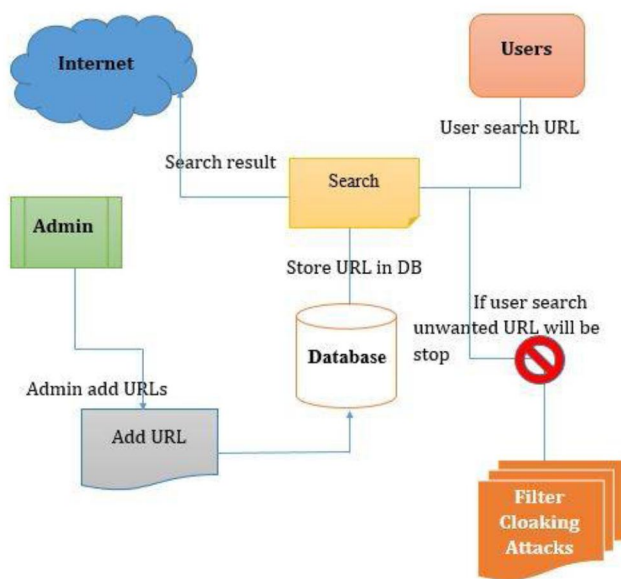 Internet
Users
User search URL
Search result
Search
Admin
Store URL in DB
If user search
unwanted URL will be
stop
Database
Admin add URLs
Add URL
Filter
Cloaking
Attacks